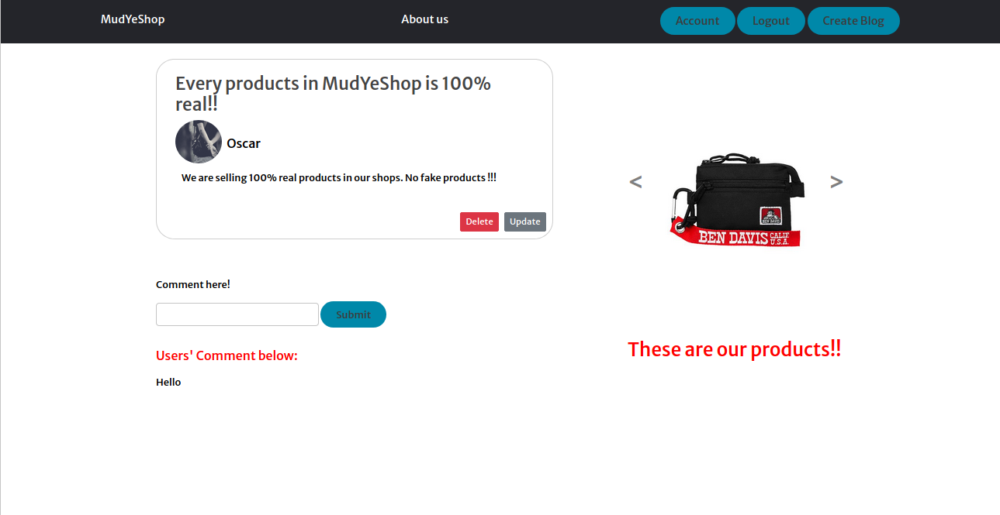 MudYeShop
About us
Account
Logout
Create Blog
Every products in MudYeShop is 100%
real!!
Oscar
We are selling 100% real products in our shops. No fake products !!!
Delete
Update
<
>
BEN DAVIS CALIF. U.S.A.
Comment here!
Submit
These are our products!!
Users' Comment below:
Hello